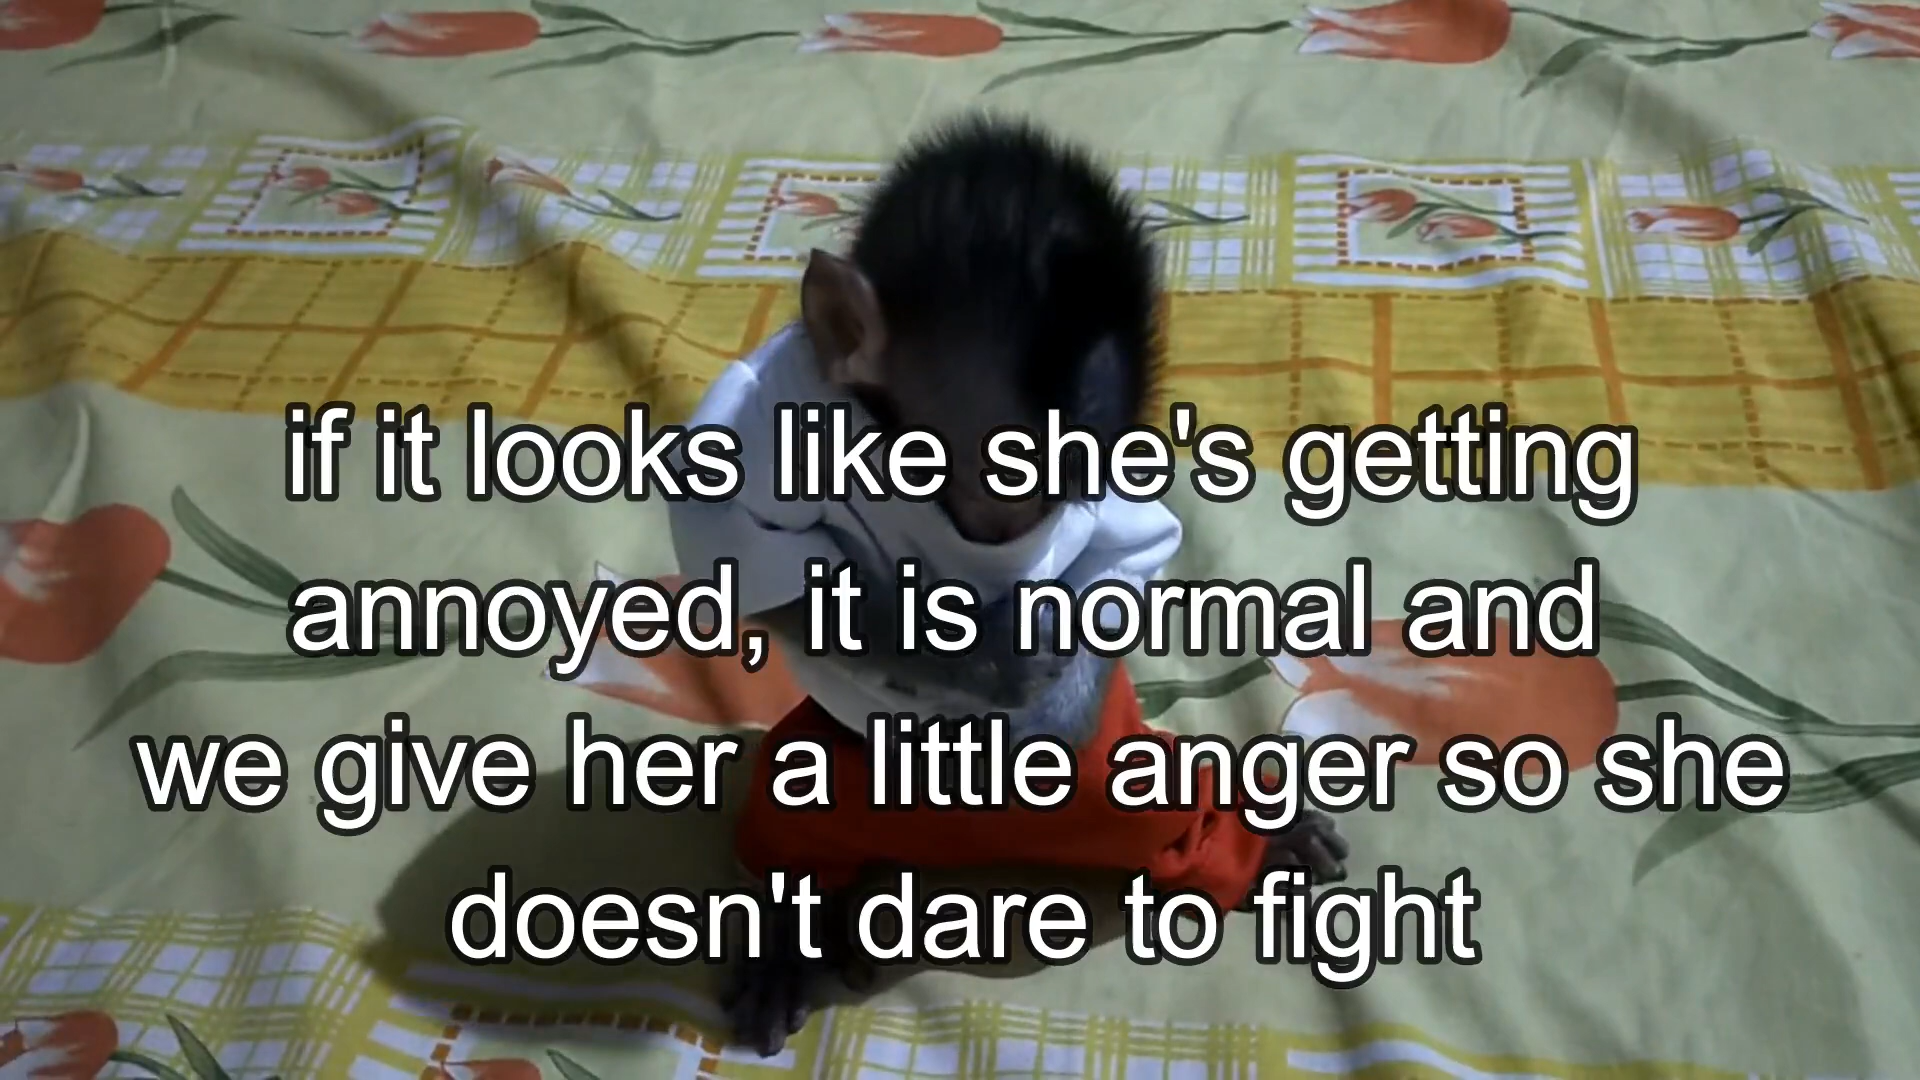 if it looks like she's getting
annoyed, it is normal and
we give her a little anger so she
doesn't dare to fight